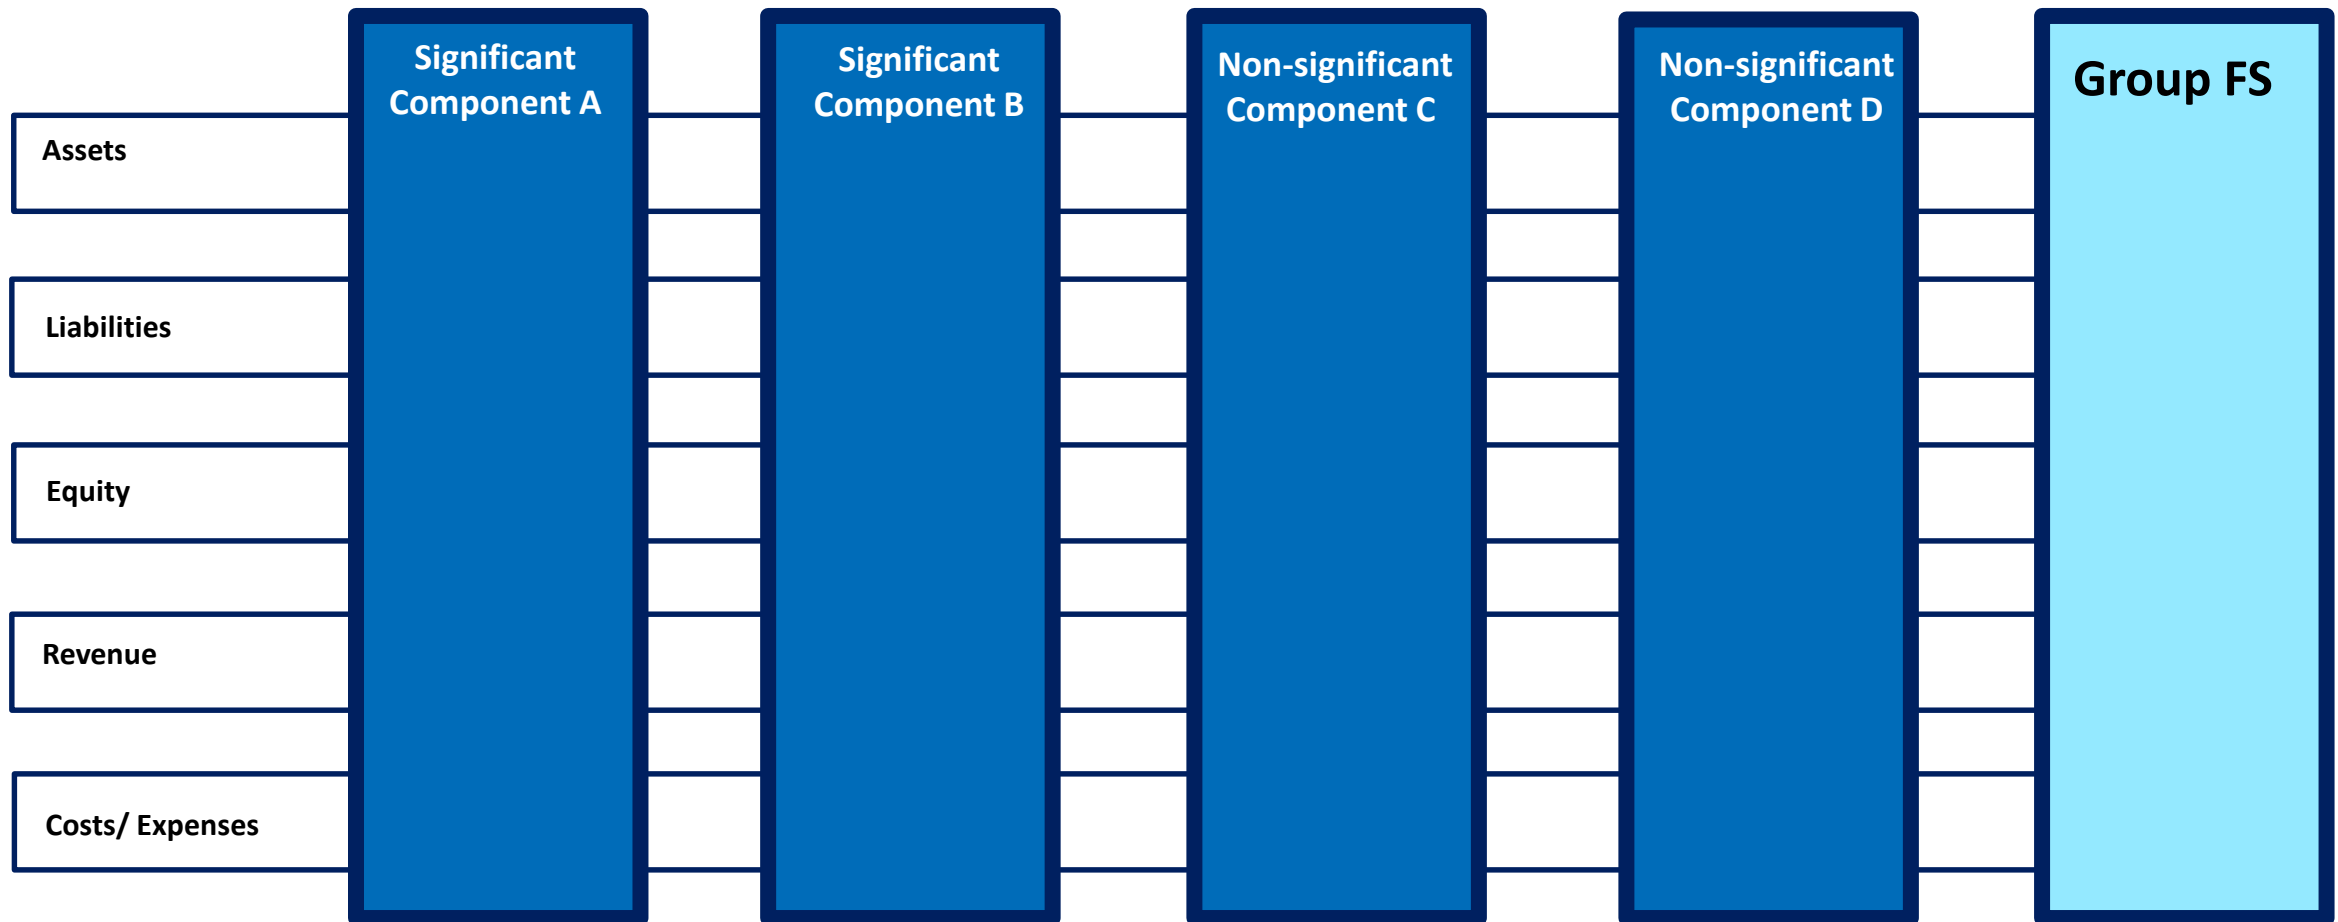 Significant
Component A
Significant
Component B
Non-significant
Component C
Non-significant
Component D
Group FS
Assets
Liabilities
Equity
Revenue
Costs/ Expenses